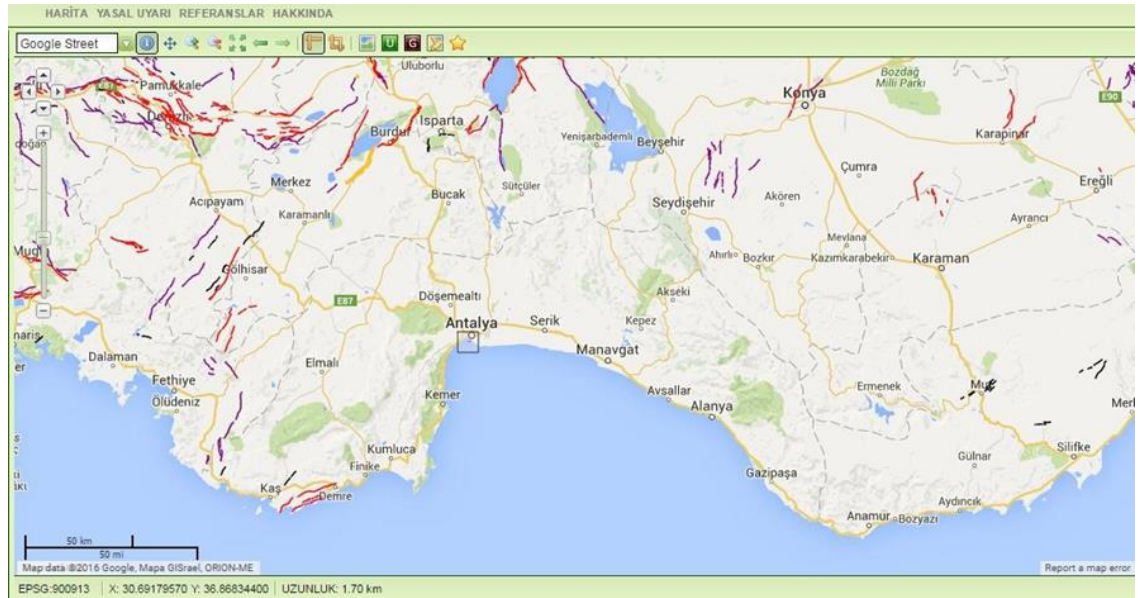 HARİTA YASAL UYARI REFERANSLAR HAKKINDA
Google Street
U G
Uluborlu
Bozdağ
Milli Parkı
Pamukkale
Konya
E90
Isparta
Burdur
Yenişarbademli
Beyşehir
Karapınar
Merkez
Sütçüler
Çumra
Ereğli
Acıpayam
Karamanlı
Bucak
Seydişehir
Akören
Ayrancı
Mevlana
Gölhisar
Ahırlı
Bozkır
Kazımkarabekir
Karaman
E87
Döşemealtı
Akseki
Antalya
Serik
Kepez
Manavgat
Dalaman
Elmalı
Fethiye
Ölüdeniz
Kemer
Avsallar
Alanya
Ermenek
Mut
Kumluca
Finike
Gülnar
Silifke
Kaş
Demre
Gazipaşa
Aydıncık
Anamur
Bozyazı
50 km
50 mi
Map data ©2016 Google, Mapa GISrael, ORION-ME
Report a map error
EPSG:900913 X: 30.69179570 Y: 36.86834400 UZUNLUK: 1.70 km